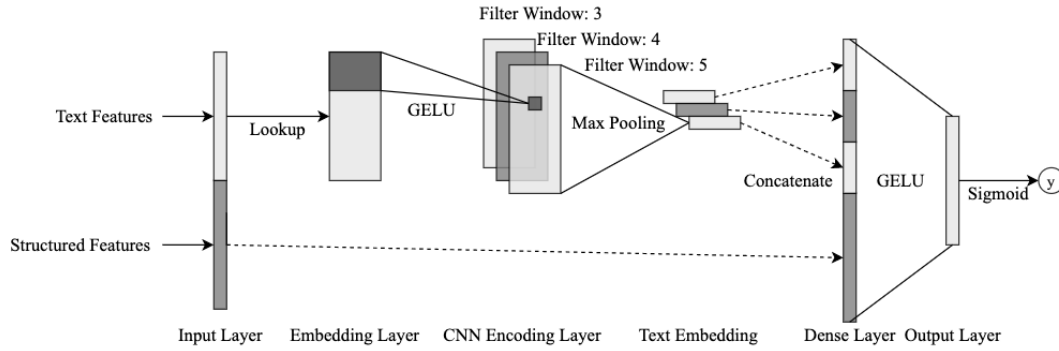 Filter Window: 3
Filter Window: 4
Filter Window: 5
Text Features
Lookup
GELU
Max Pooling
Concatenate
GELU
Sigmoid
y
Structured Features
Input Layer
Embedding Layer
CNN Encoding Layer
Text Embedding
Dense Layer
Output Layer